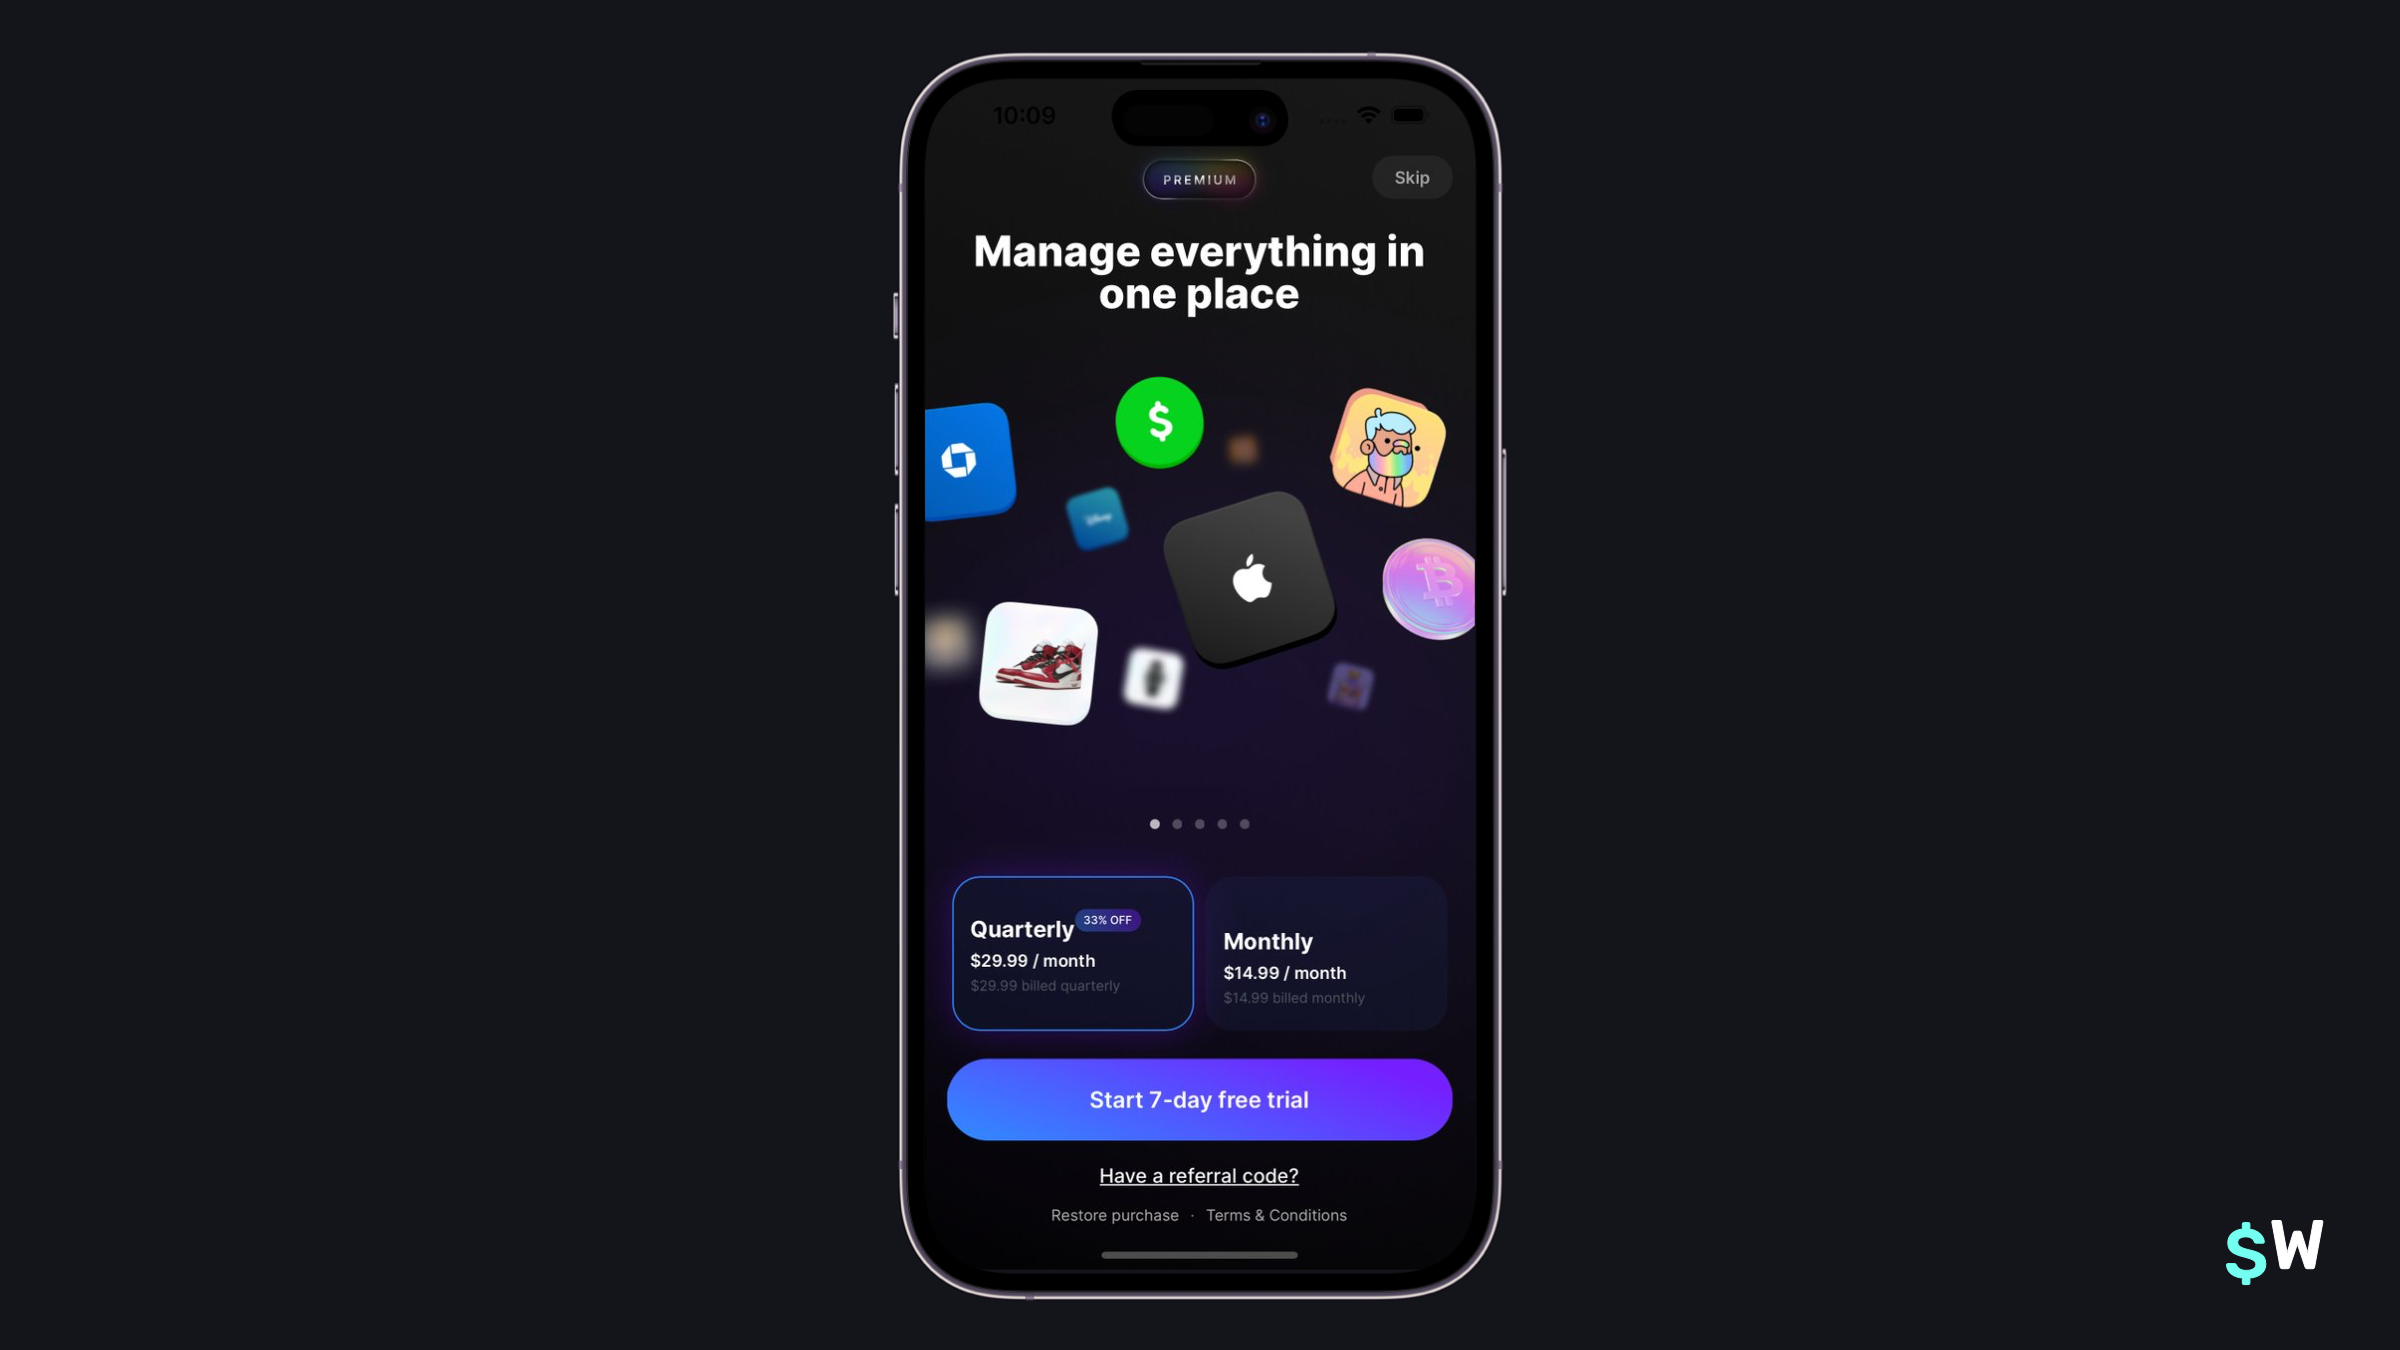 10:09
PREMIUM
Skip
Manage everything in
one place
$
Disney
Quarterly
33% OFF
$29.99 / month
$29.99 billed quarterly
Monthly
$14.99 / month
$14.99 billed monthly
Start 7-day free trial
Have a referral code?
Restore purchase · Terms & Conditions
$W